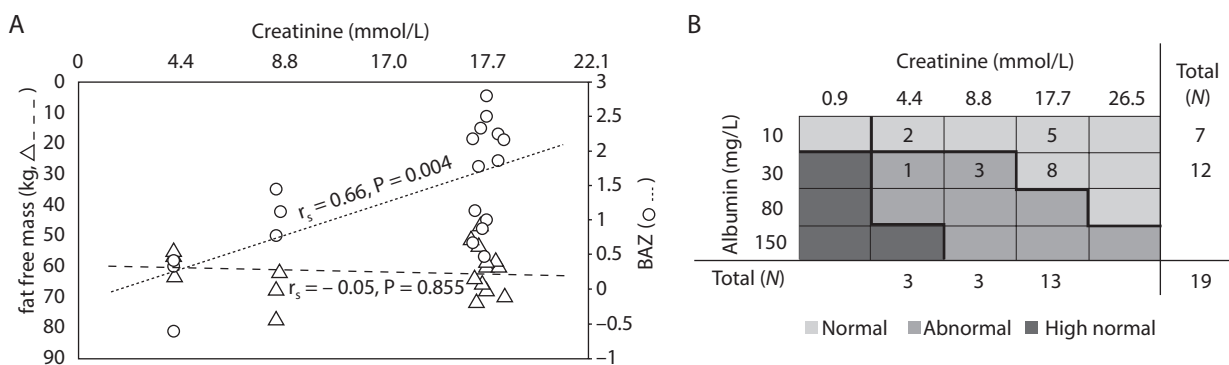 A
Creatinine (mmol/L)
0 4.4 8.8 17.0 17.7 22.1
fat free mass (kg, △ _ _ _)
0
10
20
30
40
50
60
70
80
90
r_s = 0.66, P = 0.004
r_s = – 0.05, P = 0.855
3
2.5
2
1.5
1
0.5
0
–0.5
–1
BAZ (○ ....)
B
Creatinine (mmol/L)
Total
(N)
0.9 4.4 8.8 17.7 26.5
Albumin (mg/L)
10 2 5 7
30 1 3 8 12
80
150
Total (N) 3 3 13 19
Normal Abnormal High normal